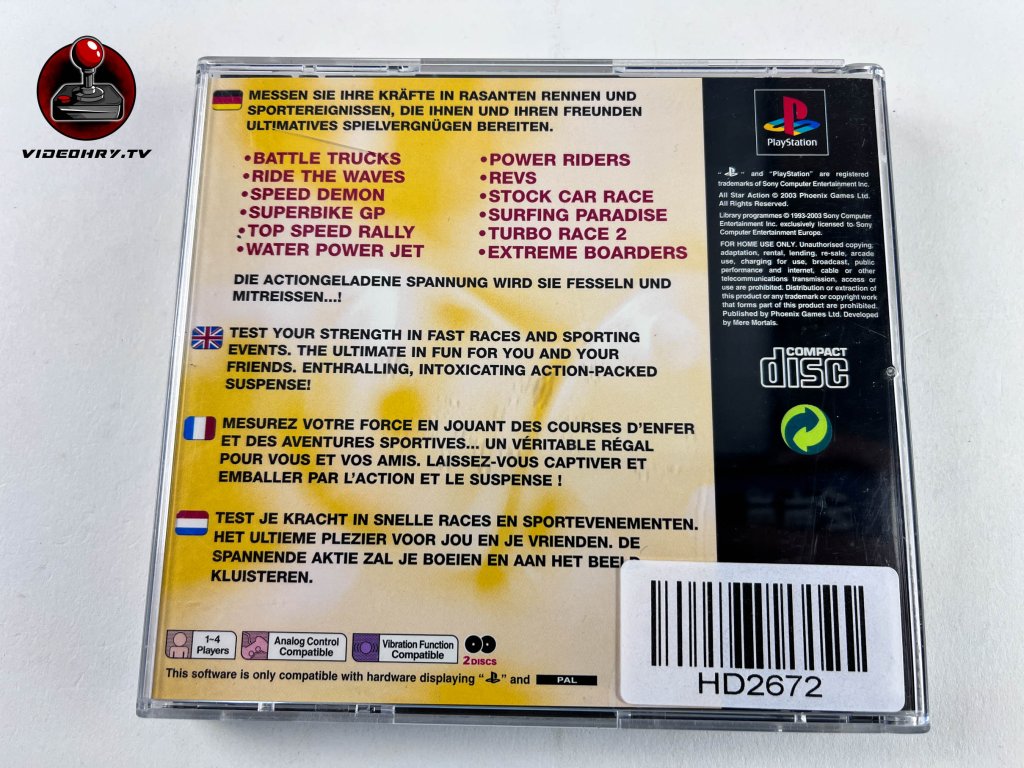 VIDEOHRY.TV
MESSEN SIE IHRE KRÄFTE IN RASANTEN RENNEN UND
SPORTEREIGNISSEN, DIE IHNEN UND IHREN FREUNDEN
ULTIMATIVES SPIELVERGNÜGEN BEREITEN.
•BATTLE TRUCKS
•RIDE THE WAVES
•SPEED DEMON
•SUPERBIKE GP
•TOP SPEED RALLY
•WATER POWER JET
•POWER RIDERS
•REVS
•STOCK CAR RACE
•SURFING PARADISE
•TURBO RACE 2
•EXTREME BOARDERS
DIE ACTIONGELADENE SPANNUNG WIRD SIE FESSELN UND
MITREISSEN...!
TEST YOUR STRENGTH IN FAST RACES AND SPORTING
EVENTS. THE ULTIMATE IN FUN FOR YOU AND YOUR
FRIENDS. ENTHRALLING, INTOXICATING ACTION-PACKED
SUSPENSE!
MESUREZ VOTRE FORCE EN JOUANT DES COURSES D'ENFER
ET DES AVENTURES SPORTIVES... UN VÉRITABLE RÉGAL
POUR VOUS ET VOS AMIS. LAISSEZ-VOUS CAPTIVER ET
EMBALLER PAR L'ACTION ET LE SUSPENSE !
TEST JE KRACHT IN SNELLE RACES EN SPORTEVENEMENTEN.
HET ULTIEME PLEZIER VOOR JOU EN JE VRIENDEN. DE
SPANNENDE AKTIE ZAL JE BOEIEN EN AAN HET BEELD
KLUISTEREN.
1~4
Players
Analog Control
Compatible
Vibration Function
Compatible
2 DISCS
This software is only compatible with hardware displaying " " and PAL
PlayStation
" " and "PlayStation" are registered
trademarks of Sony Computer Entertainment Inc.
All Star Action © 2003 Phoenix Games Ltd.
All Rights Reserved.
Library programmes © 1993-2003 Sony Computer
Entertainment Inc. exclusively licensed to Sony
Computer Entertainment Europe.
FOR HOME USE ONLY. Unauthorised copying,
adaptation, rental, lending, re-sale, arcade
use, charging for use, broadcast, public
performance and internet, cable or other
telecommunications transmission, access or
use are prohibited. Distribution or extraction of
this product or any trademark or copyright work
that forms part of this product are prohibited.
Published by Phoenix Games Ltd. Developed
by Mere Mortals.
COMPACT
disc
HD2672